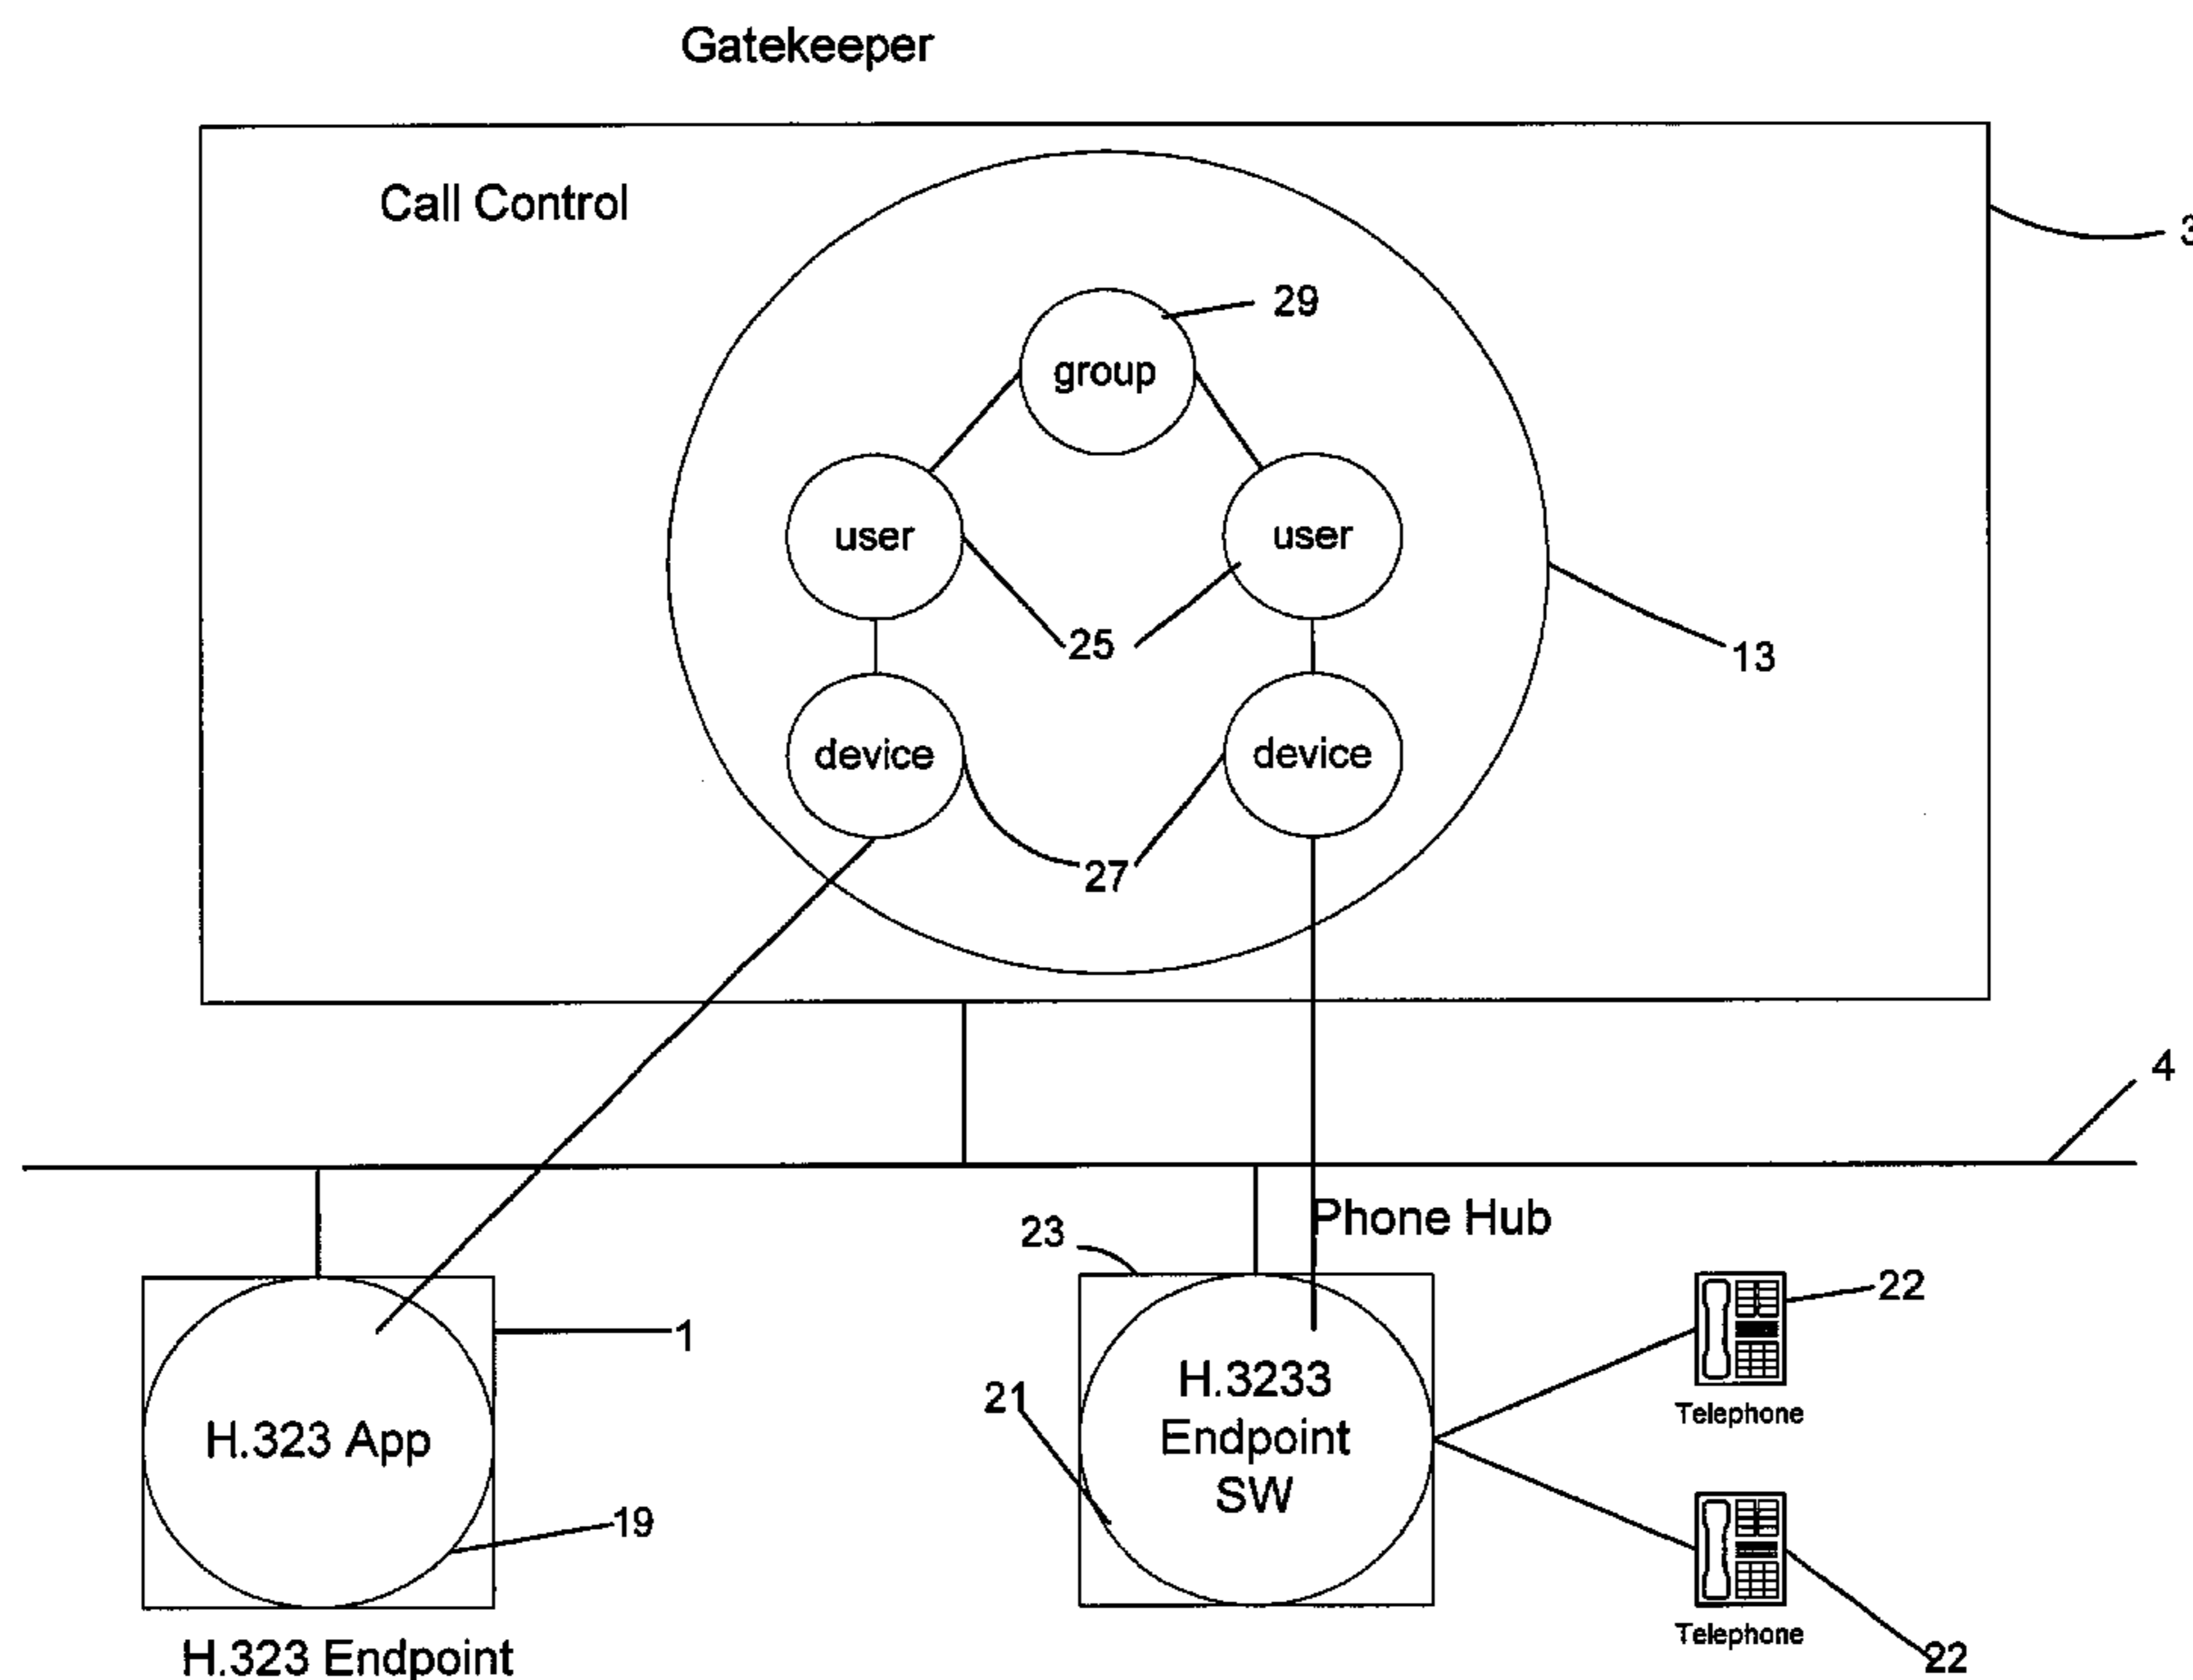 Gatekeeper
Call Control
3
29
group
user
user
25
13
device
device
27
4
Phone Hub
23
22
1
Telephone
H.3233
Endpoint
SW
21
H.323 App
19
Telephone
H.323 Endpoint
22